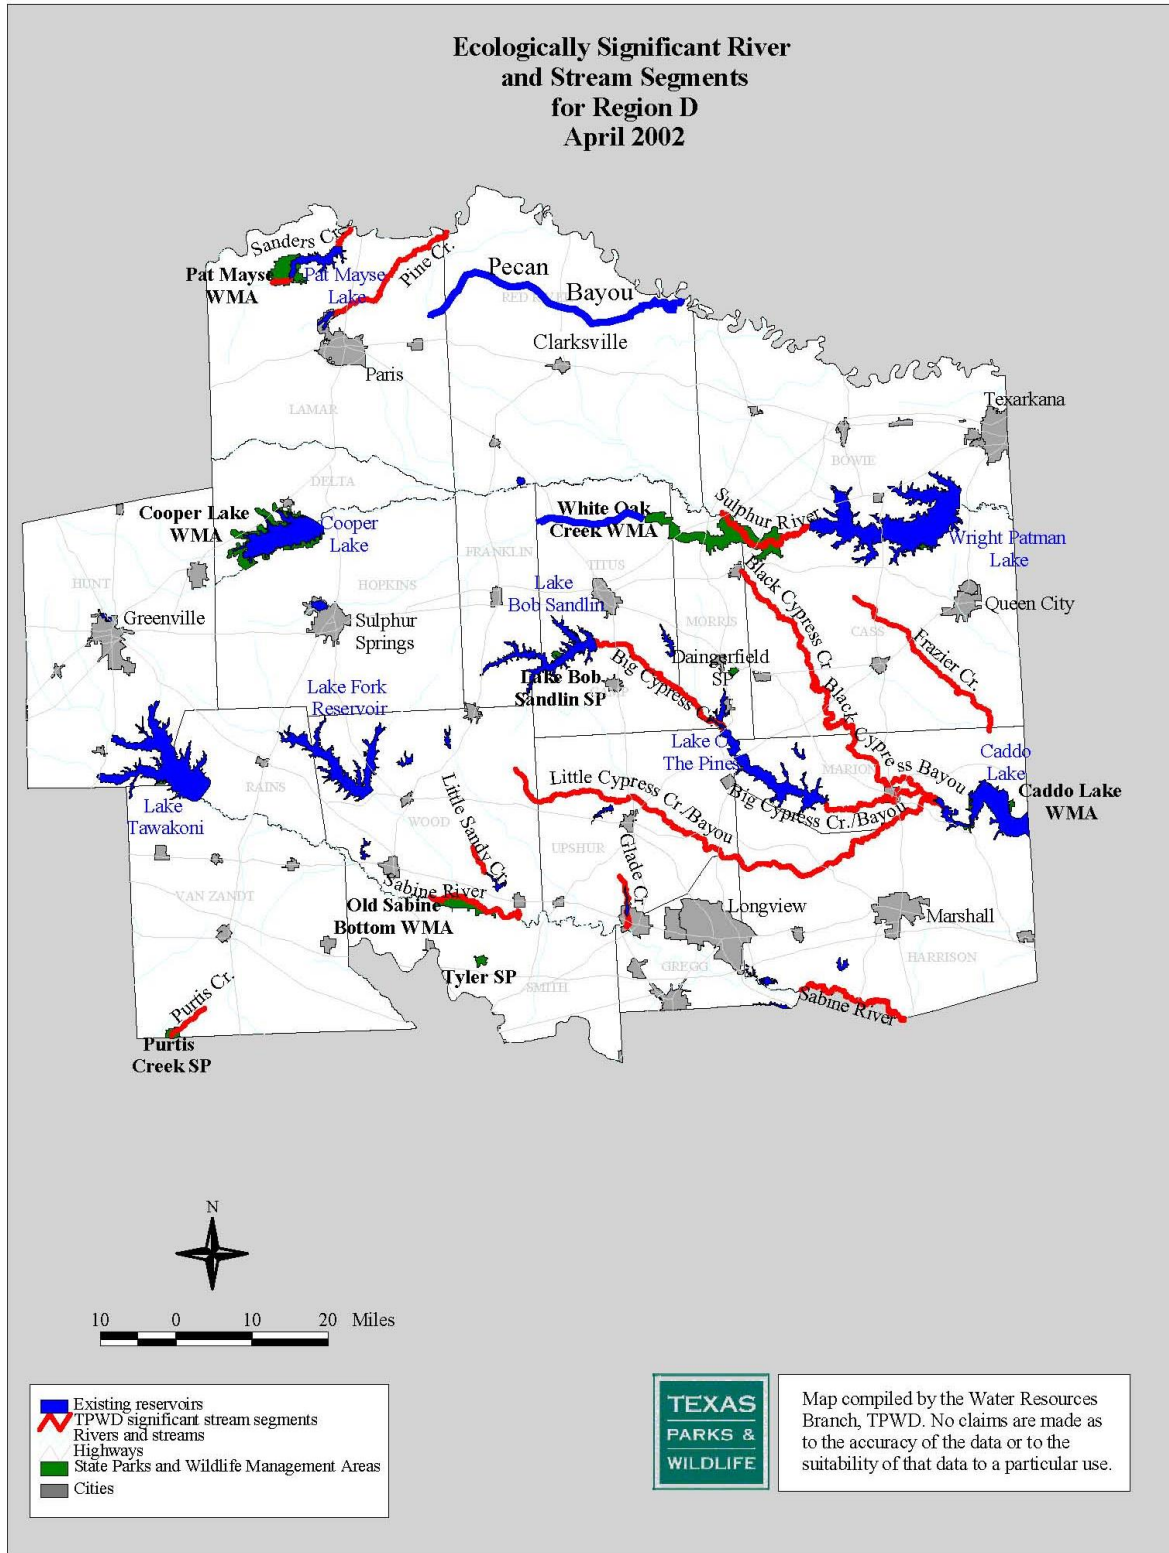 Ecologically Significant River
and Stream Segments
for Region D
April 2002
Sanders Cr.
Pine Cr.
Pat Mayse
WMA
Pat Mayse
Lake
Pecan
Bayou
Clarksville
Paris
LAMAR
Texarkana
BOWIE
DELTA
Cooper Lake
WMA
Cooper
Lake
White Oak
Creek WMA
Sulphur River
Wright Patman
Lake
FRANKLIN
TITUS
HUNT
HOPKINS
Greenville
Sulphur
Springs
Lake
Bob Sandlin
MORRIS
Black Cypress Cr.
CASS
Queen City
Frazier Cr.
Daingerfield
SP
Big Cypress Cr.
Lake Bob
Sandlin SP
Lake Fork
Reservoir
Black Cypress Bayou
Lake O
The Pines
MARION
Caddo
Lake
Caddo Lake
WMA
Big Cypress Cr./Bayou
Little Cypress Cr./Bayou
Lake
Tawakoni
RAINS
WOOD
Little Sandy Cr.
UPSHUR
Glade Cr.
VAN ZANDT
Sabine River
Old Sabine
Bottom WMA
Longview
Marshall
HARRISON
GREGG
Tyler SP
SMITH
Sabine River
Purtis Cr.
Purtis
Creek SP
N
10 0 10 20 Miles
Existing reservoirs
TPWD significant stream segments
Rivers and streams
Highways
State Parks and Wildlife Management Areas
Cities
TEXAS
PARKS &
WILDLIFE
Map compiled by the Water Resources
Branch, TPWD. No claims are made as
to the accuracy of the data or to the
suitability of that data to a particular use.